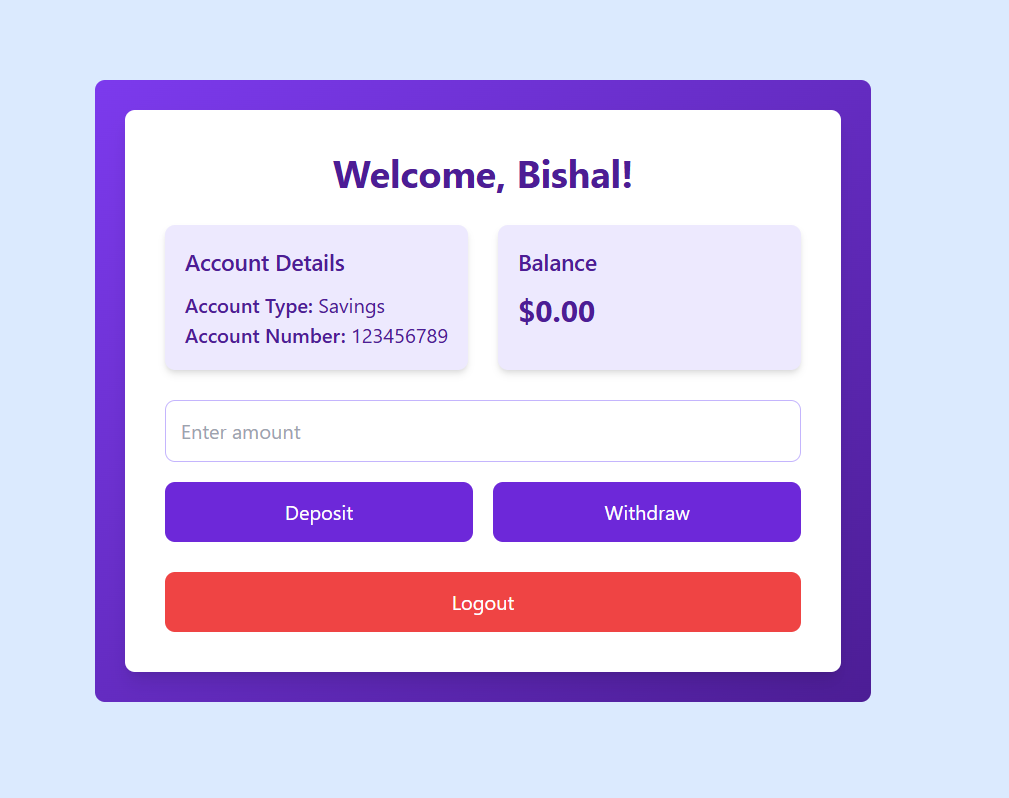 Welcome, Bishal!
Account Details
Account Type: Savings
Account Number: 123456789
Balance
$0.00
Enter amount
Deposit
Withdraw
Logout